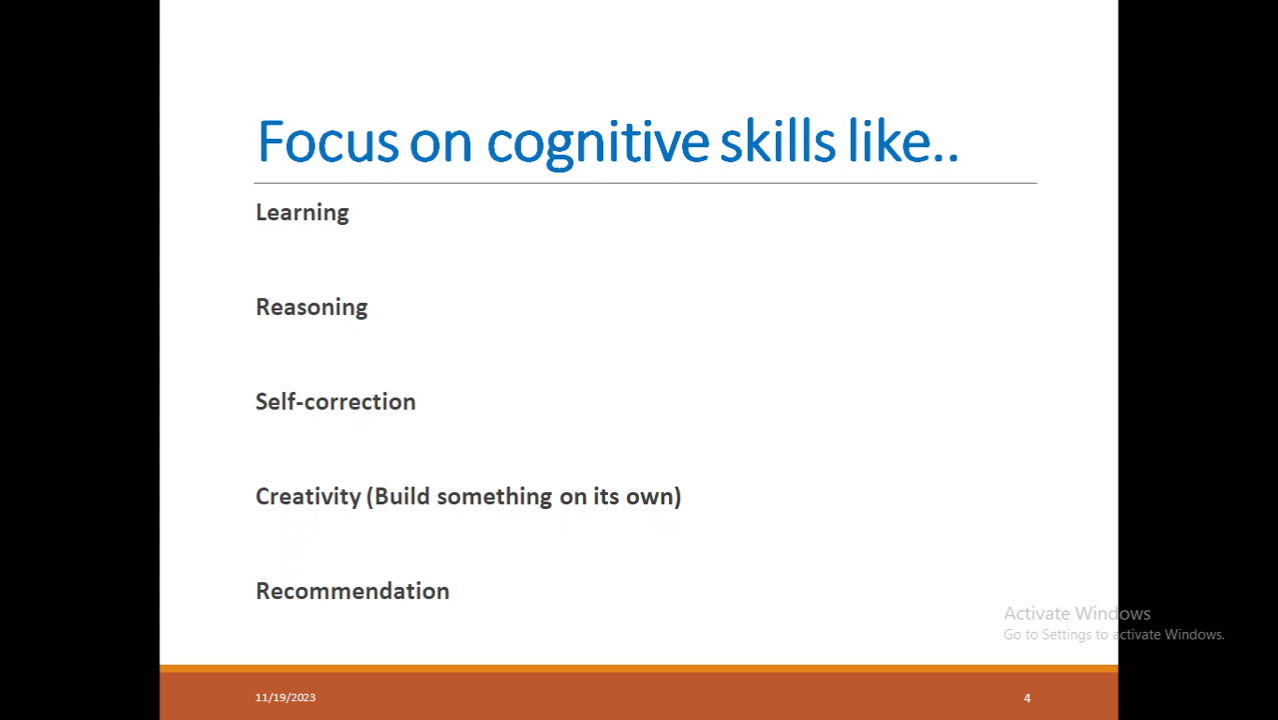 Focus on cognitive skills like..
Learning
Reasoning
Self-correction
Creativity (Build something on its own)
Recommendation
Activate Windows
Go to Settings to activate Windows.
11/19/2023
4